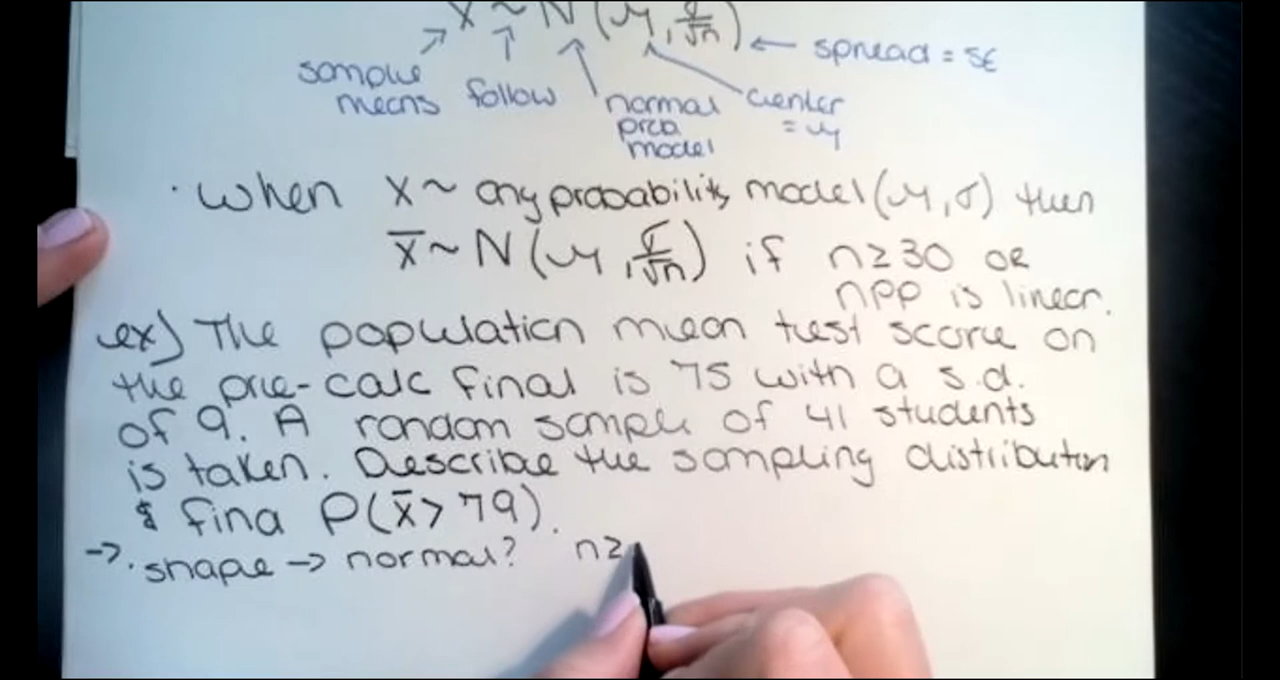 X̄ ~ N (μ, σ/√n) ← spread = SE
sample means
follow
normal prob model
center = μ
· When X ~ any probability model (μ, σ) then
X̄ ~ N (μ, σ/√n) if n ≥ 30 or
NPP is linear.
ex) The population mean test score on
the pre-calc final is 75 with a s.d.
of 9. A random sample of 41 students
is taken. Describe the sampling distribution
& find P(x̄ > 79).
→ · shape → normal? n ≥